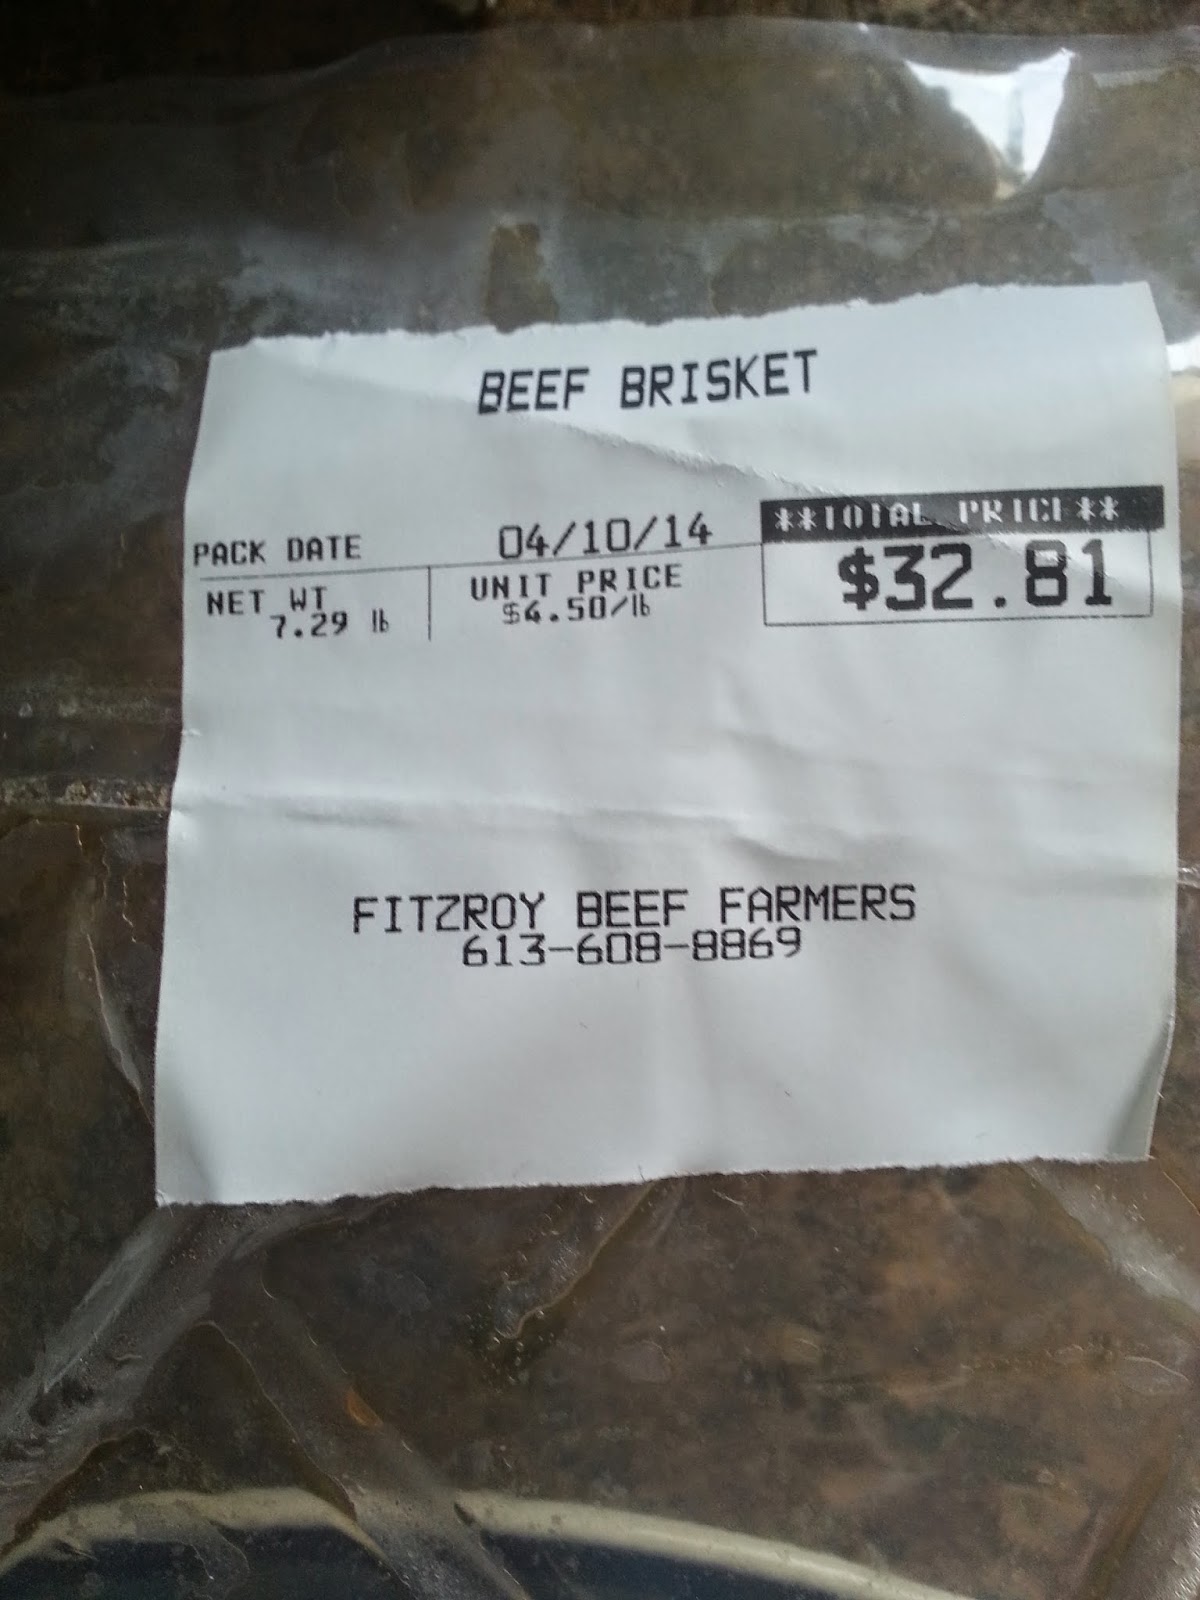 BEEF BRISKET
PACK DATE 04/10/14
**TOTAL PRICE**
$32.81
NET WT
7.29 lb
UNIT PRICE
$4.50/lb
FITZROY BEEF FARMERS
613-608-8869